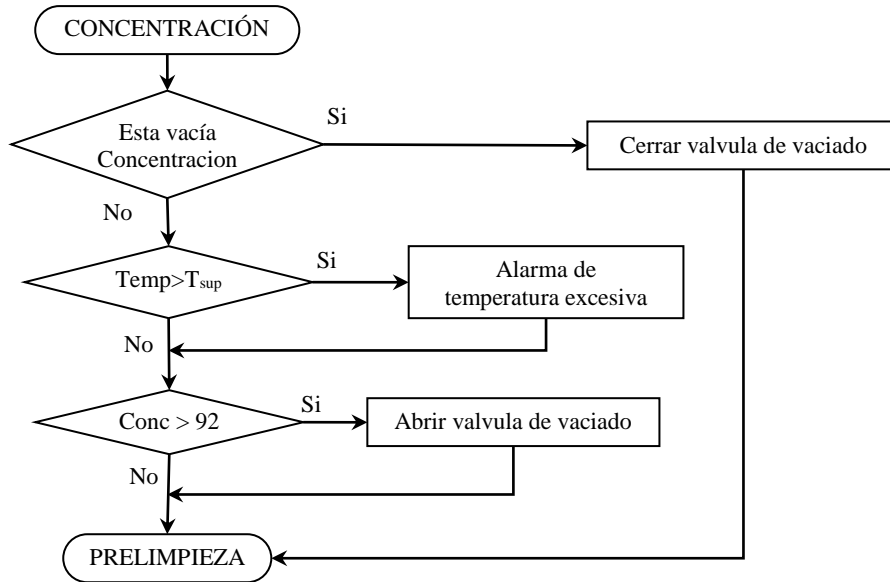 CONCENTRACIÓN
Esta vacía
Concentracion
Si
Cerrar valvula de vaciado
No
Temp>Tsup
Si
Alarma de
temperatura excesiva
No
Conc > 92
Si
Abrir valvula de vaciado
No
PRELIMPIEZA